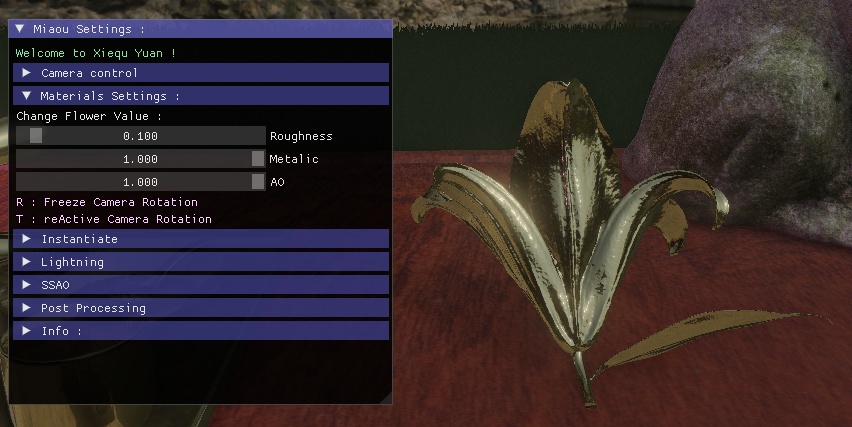 Miaou Settings :
Welcome to Xiequ Yuan !
Camera control
Materials Settings :
Change Flower Value :
0.100 Roughness
1.000 Metalic
1.000 AO
R : Freeze Camera Rotation
T : reActive Camera Rotation
Instantiate
Lightning
SSAO
Post Processing
Info :